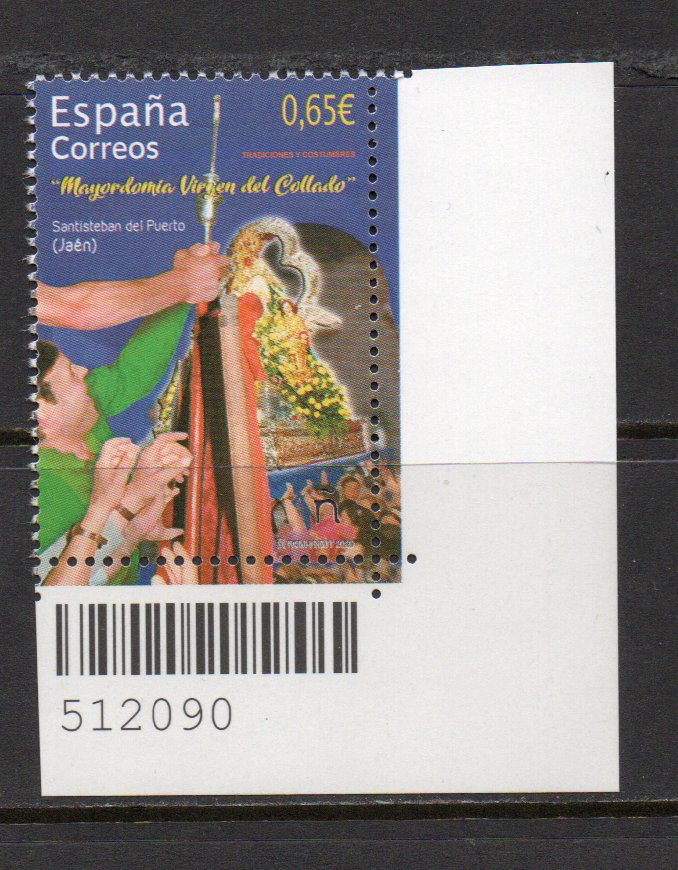 España
0,65€
Correos
TRADICIONES Y COSTUMBRES
"Mayordomía Virgen del Collado"
Santisteban del Puerto
(Jaén)
512090